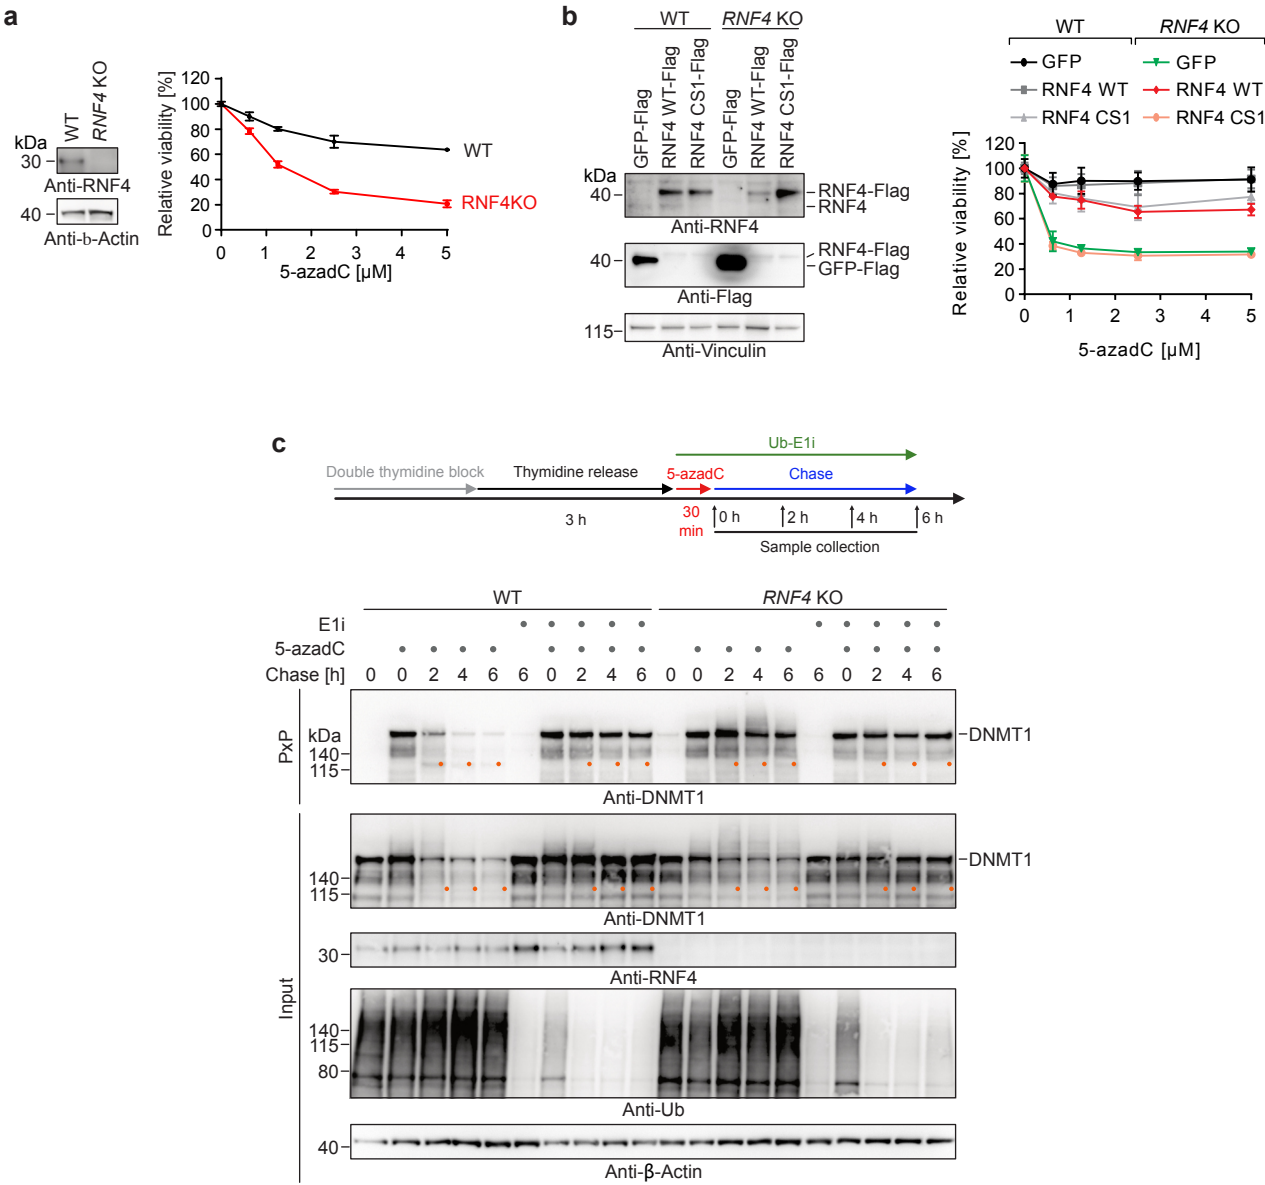 a
kDa
WT
RNF4 KO
30
Anti-RNF4
40
Anti-b-Actin
Relative viability [%]
120
100
80
60
40
20
0
0 1 2 3 4 5
5-azadC [µM]
WT
RNF4KO
b
WT RNF4 KO
GFP-Flag
RNF4 WT-Flag
RNF4 CS1-Flag
GFP-Flag
RNF4 WT-Flag
RNF4 CS1-Flag
kDa
40
RNF4-Flag
RNF4
Anti-RNF4
40
RNF4-Flag
GFP-Flag
Anti-Flag
115
Anti-Vinculin
WT RNF4 KO
GFP GFP
RNF4 WT RNF4 WT
RNF4 CS1 RNF4 CS1
Relative viability [%]
120
100
80
60
40
20
0
0 1 2 3 4 5
5-azadC [µM]
c
Ub-E1i
Double thymidine block Thymidine release 5-azadC Chase
3 h 30 min 0 h 2 h 4 h 6 h
Sample collection
WT RNF4 KO
E1i
5-azadC
Chase [h] 0 0 2 4 6 6 0 2 4 6 0 0 2 4 6 6 0 2 4 6
PxP
kDa
140
115
DNMT1
Anti-DNMT1
Input
140
115
DNMT1
Anti-DNMT1
30
Anti-RNF4
140
115
80
Anti-Ub
40
Anti-β-Actin